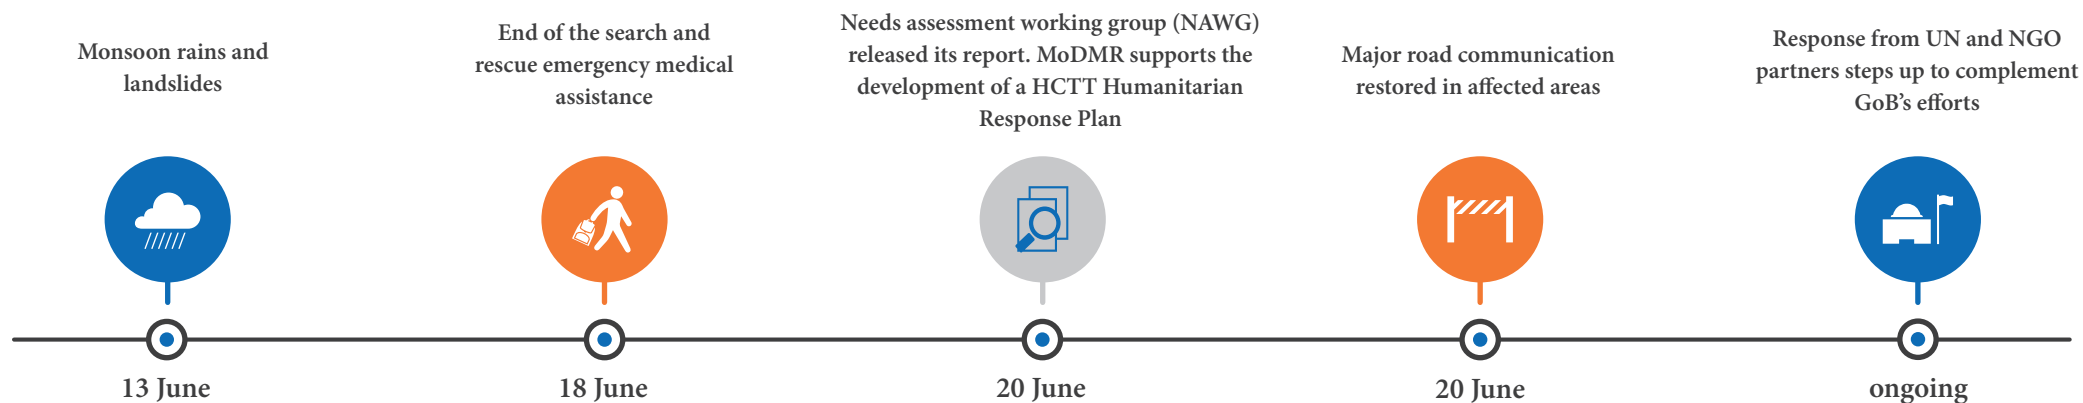 Monsoon rains and
landslides
13 June
End of the search and
rescue emergency medical
assistance
18 June
Needs assessment working group (NAWG)
released its report. MoDMR supports the
development of a HCTT Humanitarian
Response Plan
20 June
Major road communication
restored in affected areas
20 June
Response from UN and NGO
partners steps up to complement
GoB’s efforts
ongoing